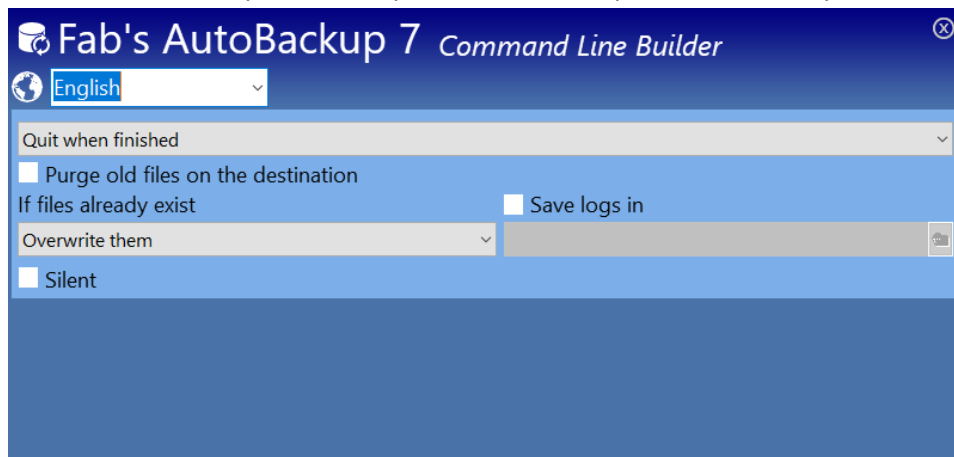 Fab's AutoBackup 7 Command Line Builder
English
Quit when finished
Purge old files on the destination
If files already exist
Save logs in
Overwrite them
Silent